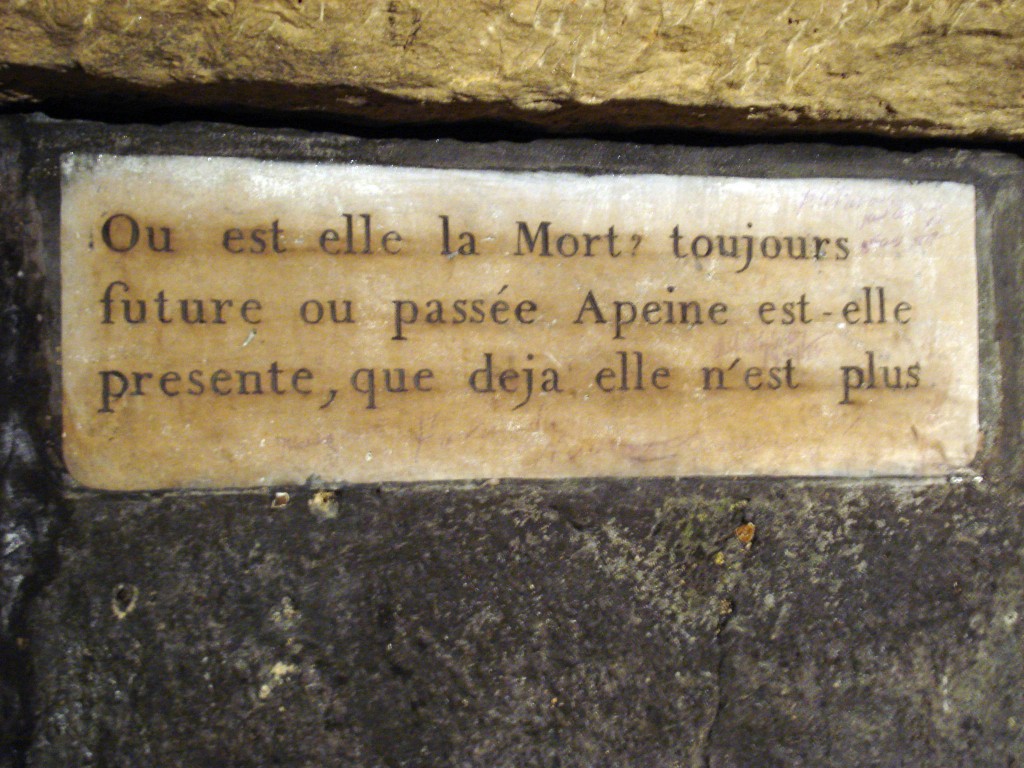 Ou est elle la Mort? toujours
future ou passée Apeine est-elle
presente, que deja elle n'est plus